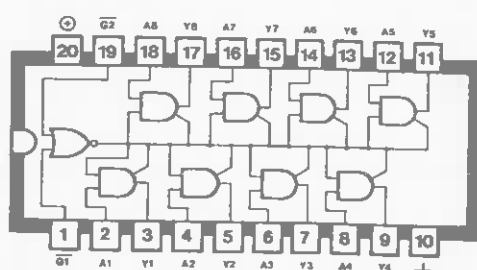 ⊕ G2 A8 Y8 A7 Y7 A6 Y6 A5 Y5
20 19 18 17 16 15 14 13 12 11
1 2 3 4 5 6 7 8 9 10
G1 A1 Y1 A2 Y2 A3 Y3 A4 Y4 ⊥